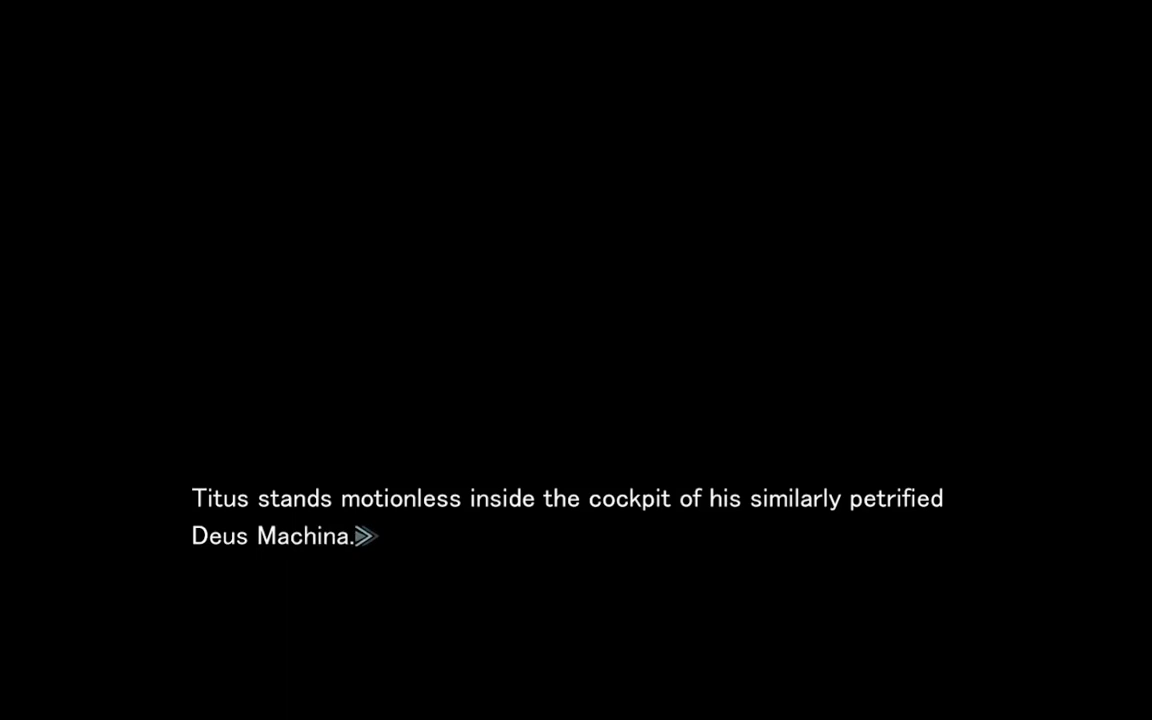 Titus stands motionless inside the cockpit of his similarly petrified
Deus Machina.